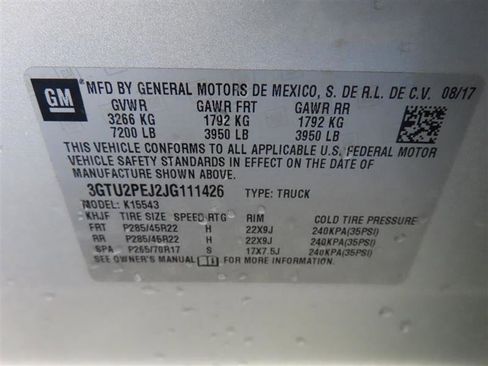 GM
MFD BY GENERAL MOTORS DE MEXICO, S. DE R.L. DE C.V. 08/17
GVWR GAWR FRT GAWR RR
3266 KG 1792 KG 1792 KG
7200 LB 3950 LB 3950 LB
THIS VEHICLE CONFORMS TO ALL APPLICABLE U.S. FEDERAL MOTOR
VEHICLE SAFETY STANDARDS IN EFFECT ON THE DATE OF
MANUFACTURE SHOWN ABOVE.
3GTU2PEJ2JG111426 TYPE: TRUCK
MODEL: K15543
KHJF TIRE SIZE SPEED RTG RIM COLD TIRE PRESSURE
FRT P285/45R22 H 22X9J 240KPA(35PSI)
RR P285/45R22 H 22X9J 240KPA(35PSI)
SPA P265/70R17 S 17X7.5J 240KPA(35PSI)
SEE OWNER'S MANUAL FOR MORE INFORMATION.